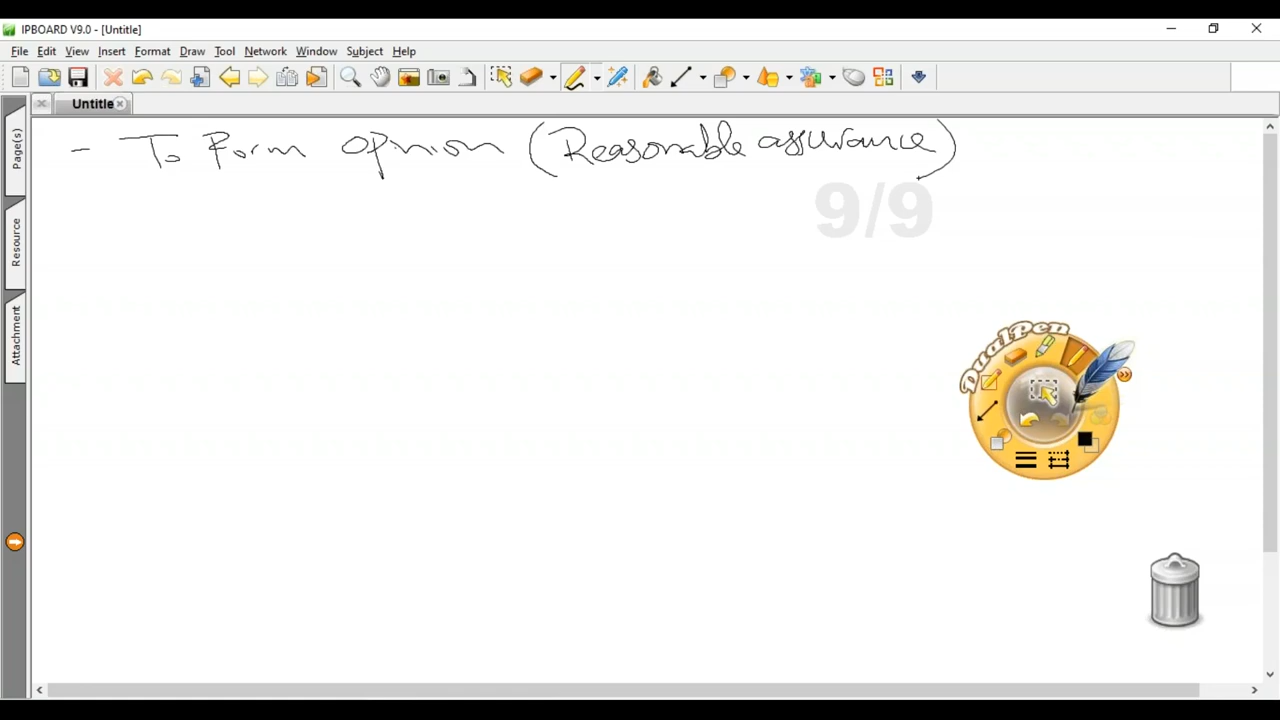 IPBOARD V9.0 - [Untitle]
File Edit View Insert Format Draw Tool Network Window Subject Help
Untitle
Page(s)
Resource
Attachment
- To Form opinion (Reasonable assurance)
9/9
DualPen